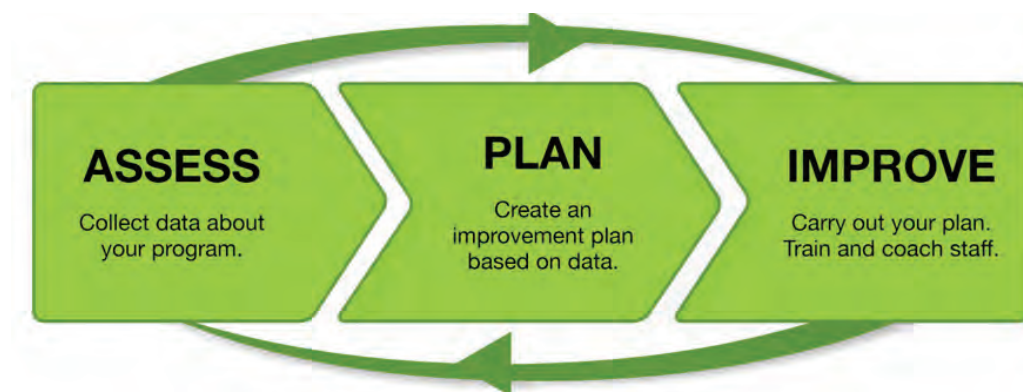 ASSESS
Collect data about
your program.
PLAN
Create an
improvement plan
based on data.
IMPROVE
Carry out your plan.
Train and coach staff.